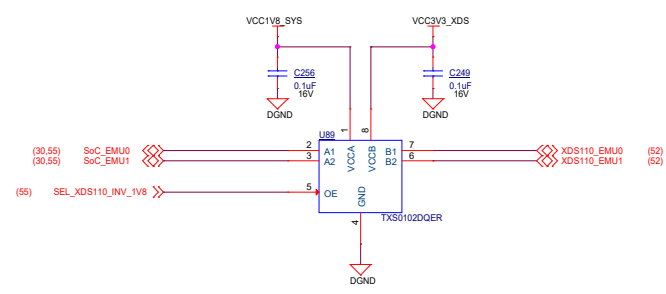 VCC1V8_SYS VCC3V3_XDS
C256 C249
0.1uF 0.1uF
16V 16V
DGND DGND
U89
1 8
(30,55) SoC_EMU0 2 A1 VCCA VCCB B1 7 XDS110_EMU0 (52)
(30,55) SoC_EMU1 3 A2 B2 6 XDS110_EMU1 (52)
(55) SEL_XDS110_INV_1V8 5 OE GND
4 TXS0102DQER
DGND